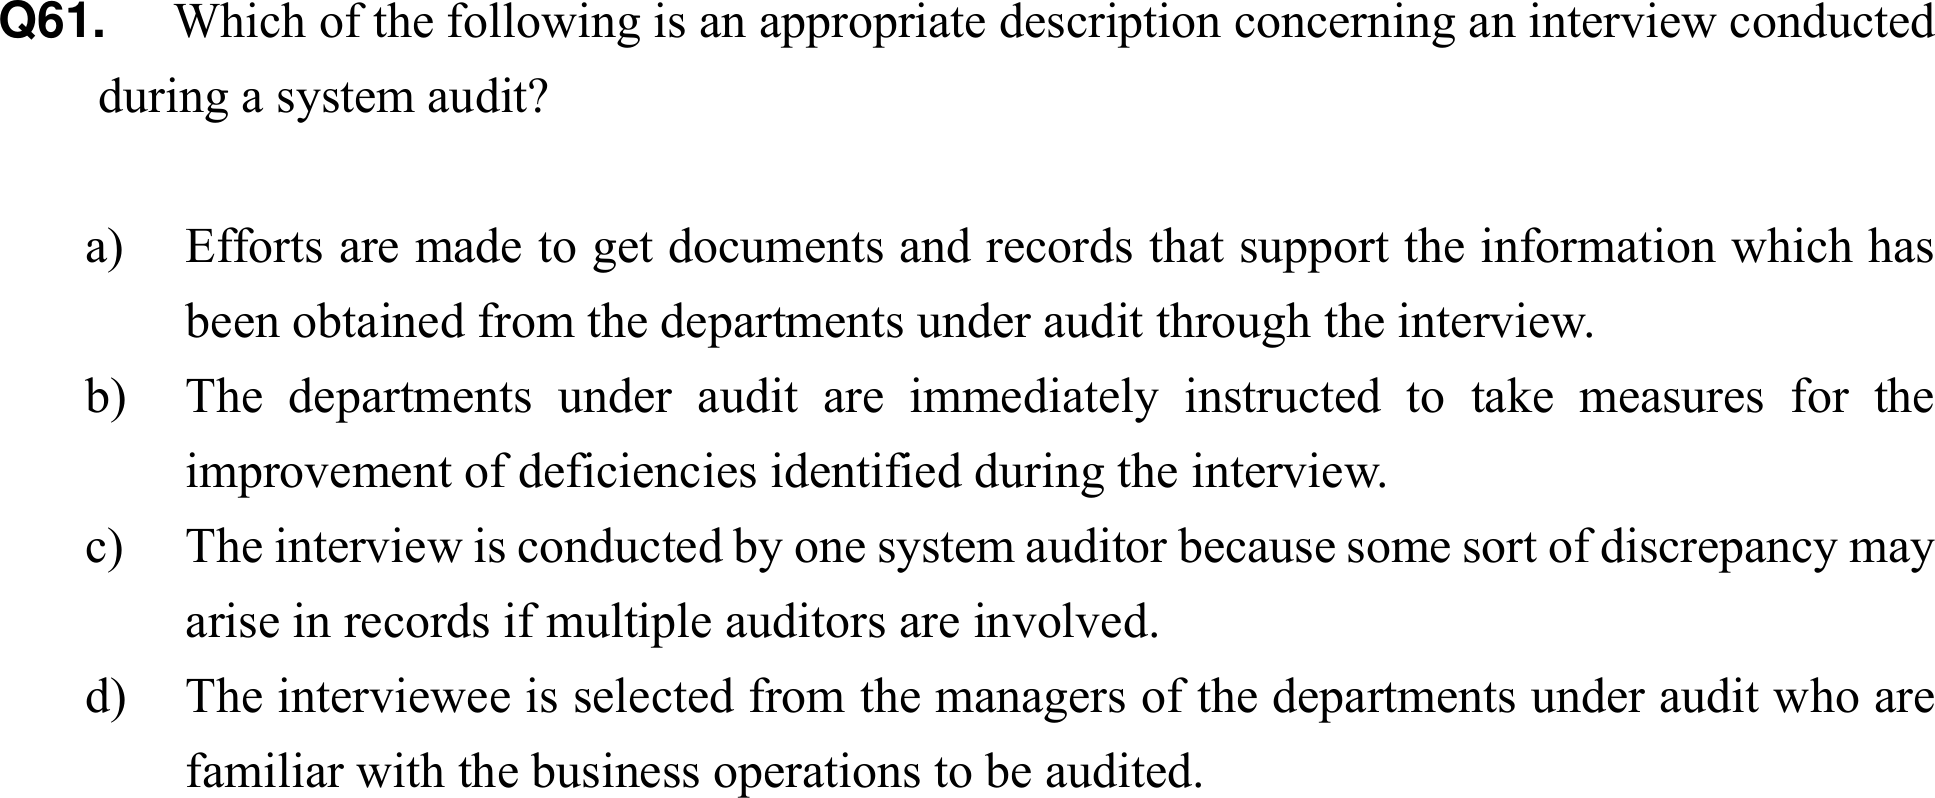 Q61. Which of the following is an appropriate description concerning an interview conducted
during a system audit?
a) Efforts are made to get documents and records that support the information which has
been obtained from the departments under audit through the interview.
b) The departments under audit are immediately instructed to take measures for the
improvement of deficiencies identified during the interview.
c) The interview is conducted by one system auditor because some sort of discrepancy may
arise in records if multiple auditors are involved.
d) The interviewee is selected from the managers of the departments under audit who are
familiar with the business operations to be audited.